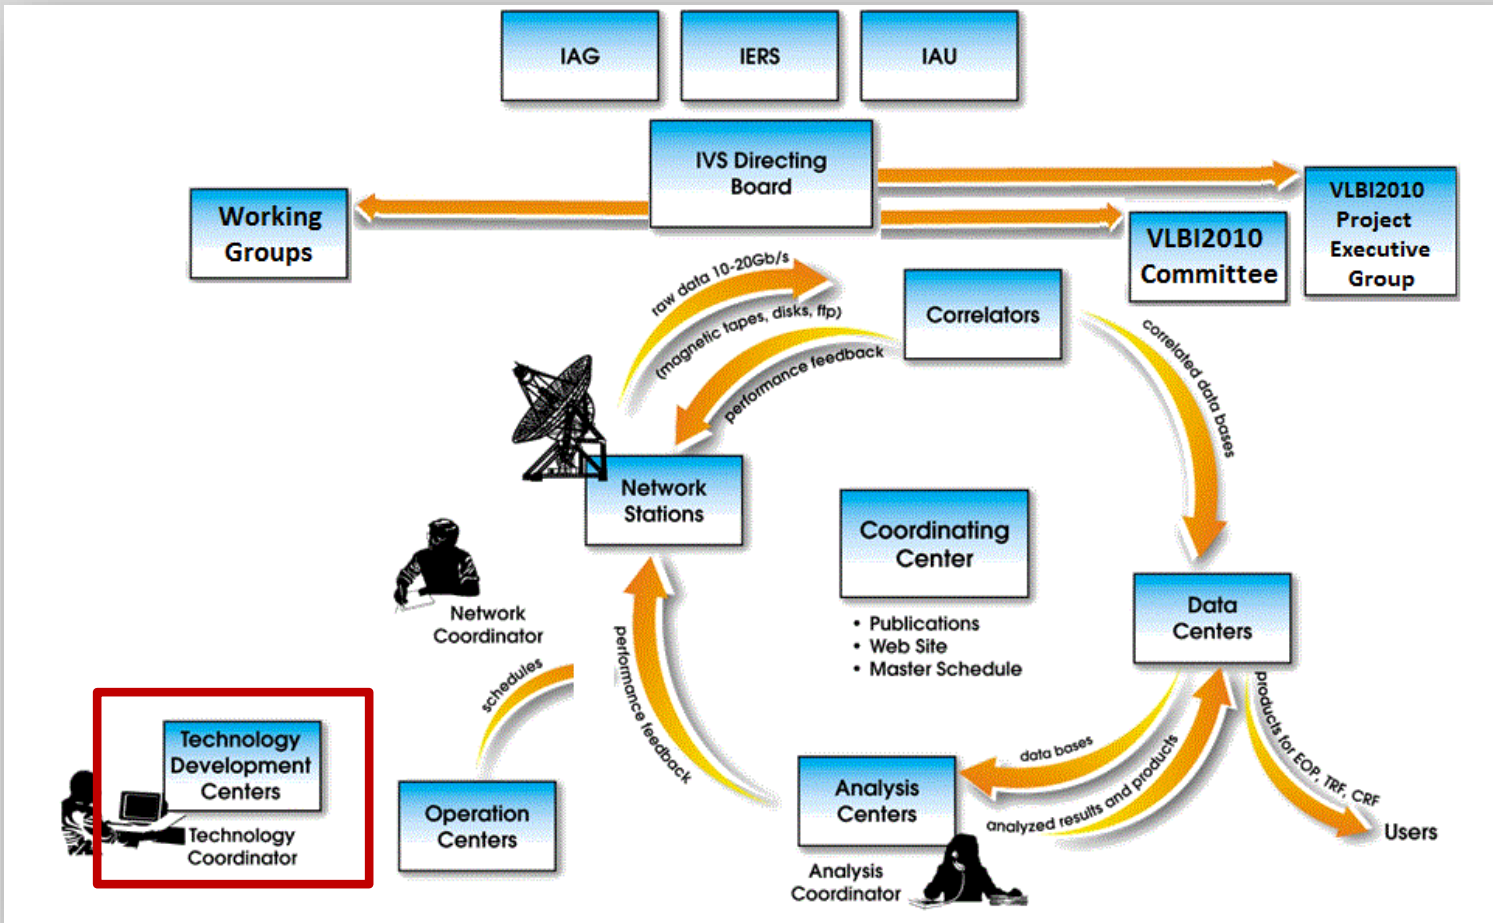 IAG
IERS
IAU
IVS Directing
Board
Working
Groups
VLBI2010
Committee
VLBI2010
Project
Executive
Group
raw data 10-20Gb/s
(magnetic tapes, disks, ftp)
performance feedback
Correlators
correlated data bases
Network
Stations
Coordinating
Center
• Publications
• Web Site
• Master Schedule
Network
Coordinator
Data
Centers
schedules
performance feedback
Technology
Development
Centers
Technology
Coordinator
Operation
Centers
Analysis
Centers
Analysis
Coordinator
data bases
analyzed results and products
products for EOP, TRF, CRF
Users